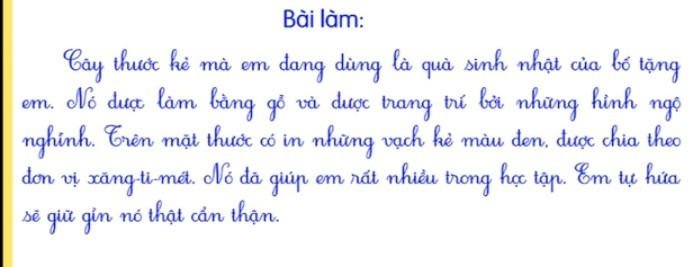 Bài làm:
Cây thước kẻ mà em đang dùng là quà sinh nhật của bố tặng
em. Nó được làm bằng gỗ và được trang trí bởi những hình ngộ
nghĩnh. Trên mặt thước có in những vạch kẻ màu đen, được chia theo
đơn vị xăng-ti-mét. Nó đã giúp em rất nhiều trong học tập. Em tự hứa
sẽ giữ gìn nó thật cẩn thận.